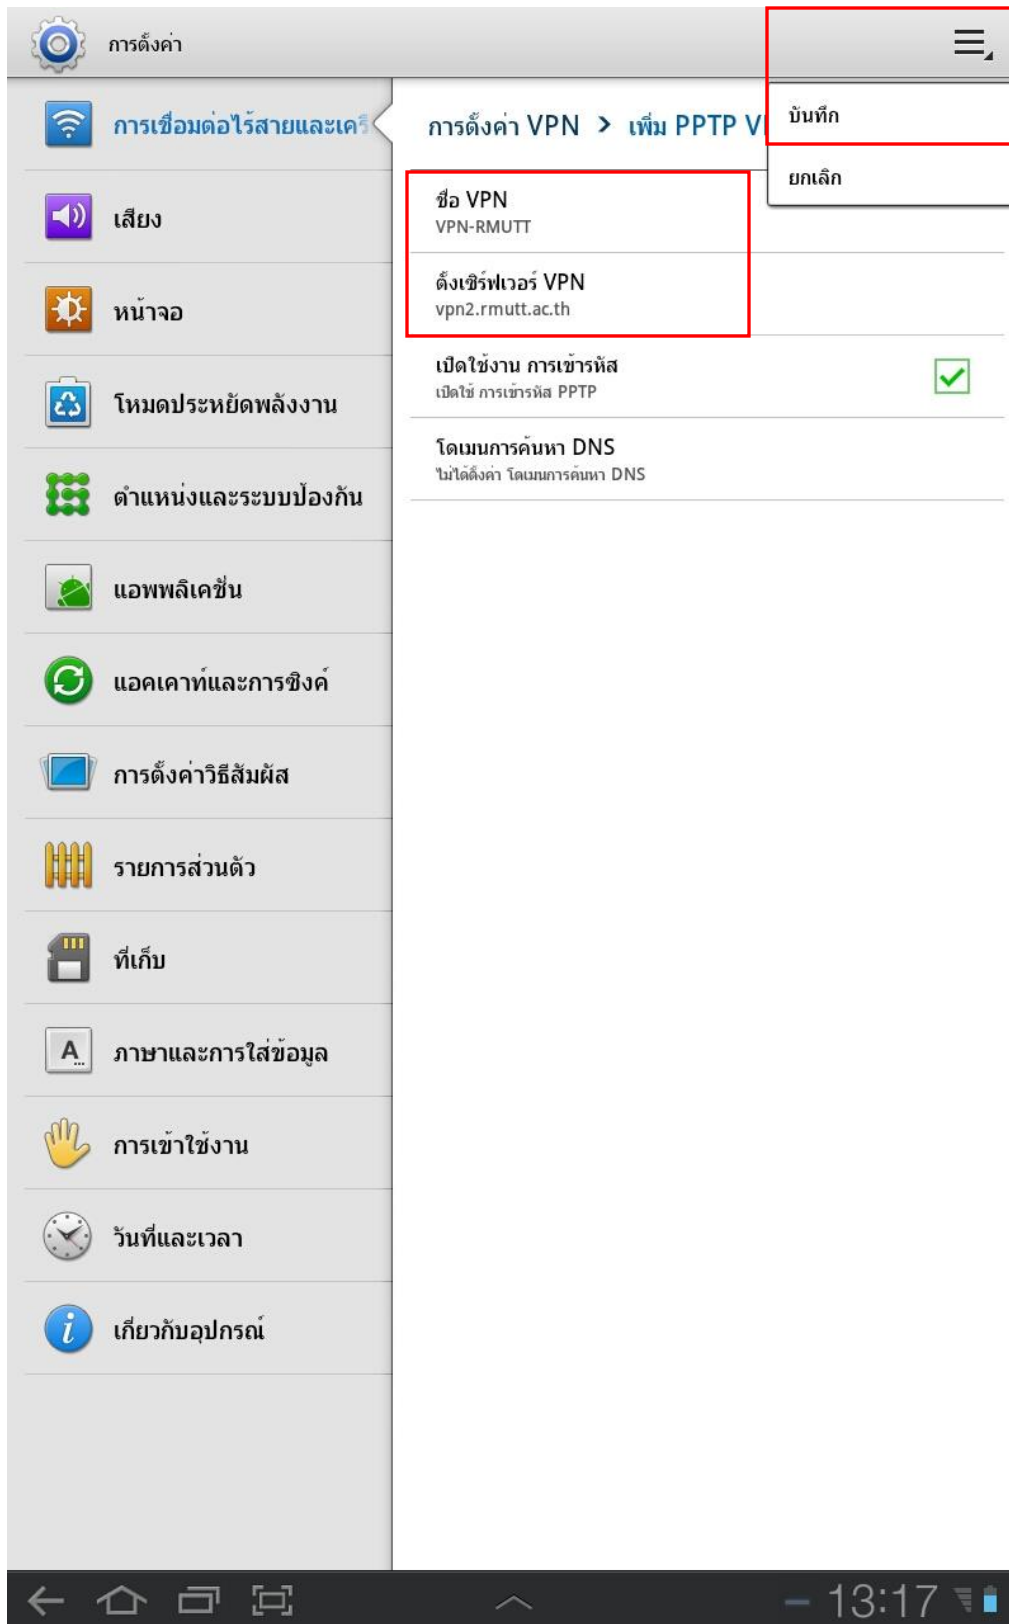 การตั้งค่า
การเชื่อมต่อไร้สายและเครื
การตั้งค่า VPN > เพิ่ม PPTP V
บันทึก
ยกเลิก
ชื่อ VPN
VPN-RMUTT
ตั้งเซิร์ฟเวอร์ VPN
vpn2.rmutt.ac.th
เปิดใช้งาน การเข้ารหัส
เปิดใช้ การเข้ารหัส PPTP
โดเมนการค้นหา DNS
ไม่ได้ตั้งค่า โดเมนการค้นหา DNS
เสียง
หน้าจอ
โหมดประหยัดพลังงาน
ตำแหน่งและระบบป้องกัน
แอพพลิเคชั่น
แอคเคาท์และการซิงค์
การตั้งค่าวิธีสัมผัส
รายการส่วนตัว
ที่เก็บ
ภาษาและการใส่ข้อมูล
การเข้าใช้งาน
วันที่และเวลา
เกี่ยวกับอุปกรณ์
13:17